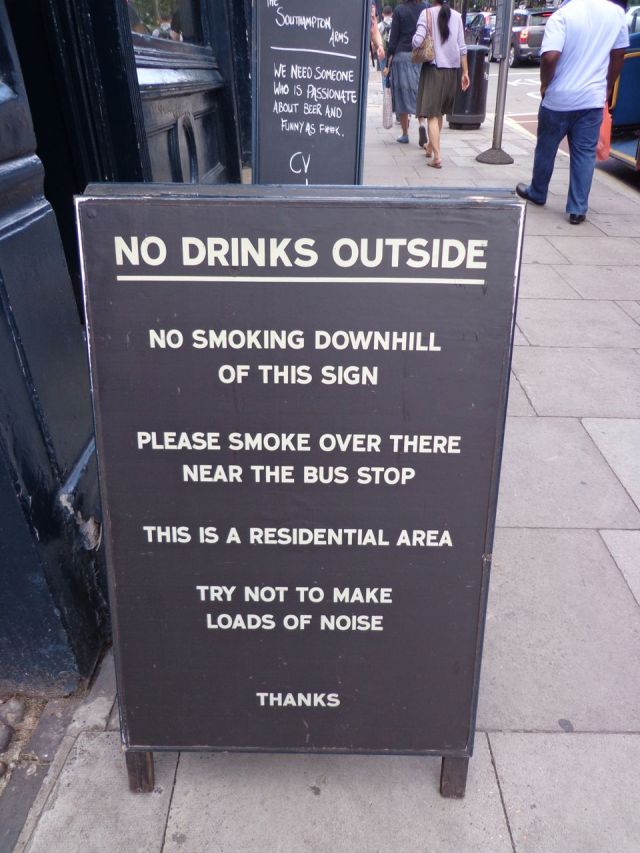 THE
SOUTHAMPTON
ARMS
WE NEED SOMEONE
WHO IS PASSIONATE
ABOUT BEER AND
FUNNY AS F**K.
CV
NO DRINKS OUTSIDE
NO SMOKING DOWNHILL
OF THIS SIGN
PLEASE SMOKE OVER THERE
NEAR THE BUS STOP
THIS IS A RESIDENTIAL AREA
TRY NOT TO MAKE
LOADS OF NOISE
THANKS